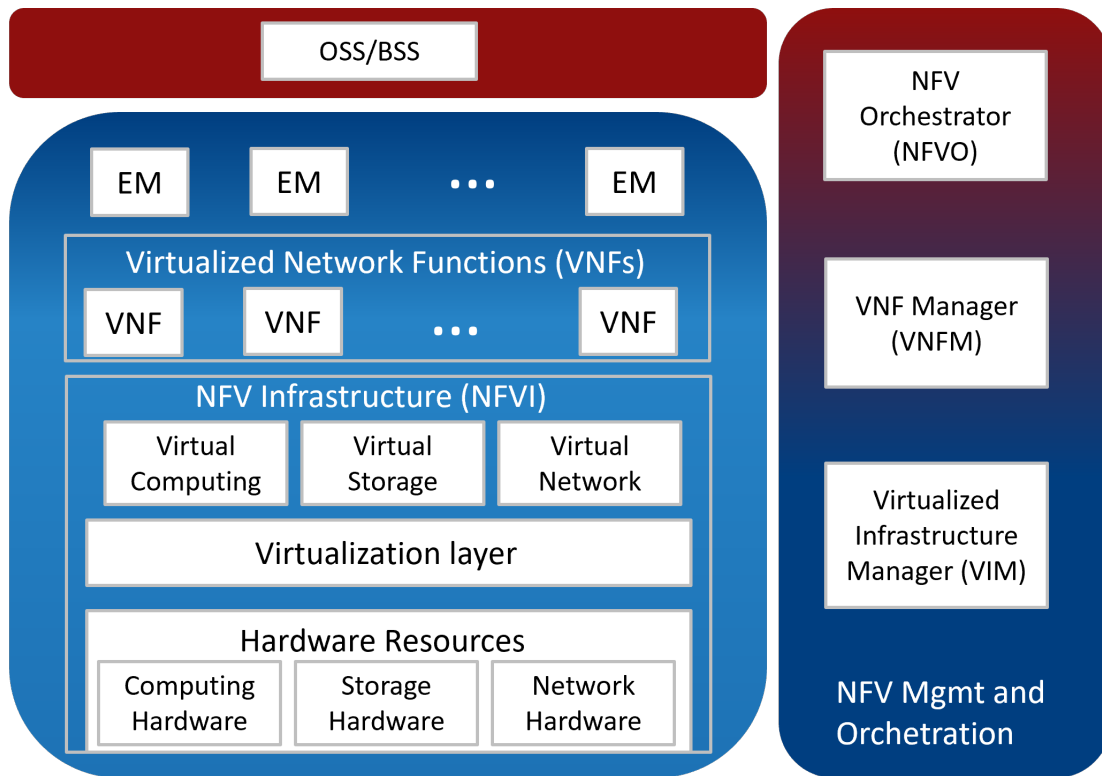 OSS/BSS
EM
EM
...
EM
Virtualized Network Functions (VNFs)
VNF
VNF
...
VNF
NFV Infrastructure (NFVI)
Virtual
Computing
Virtual
Storage
Virtual
Network
Virtualization layer
Hardware Resources
Computing
Hardware
Storage
Hardware
Network
Hardware
NFV
Orchestrator
(NFVO)
VNF Manager
(VNFM)
Virtualized
Infrastructure
Manager (VIM)
NFV Mgmt and
Orchetration